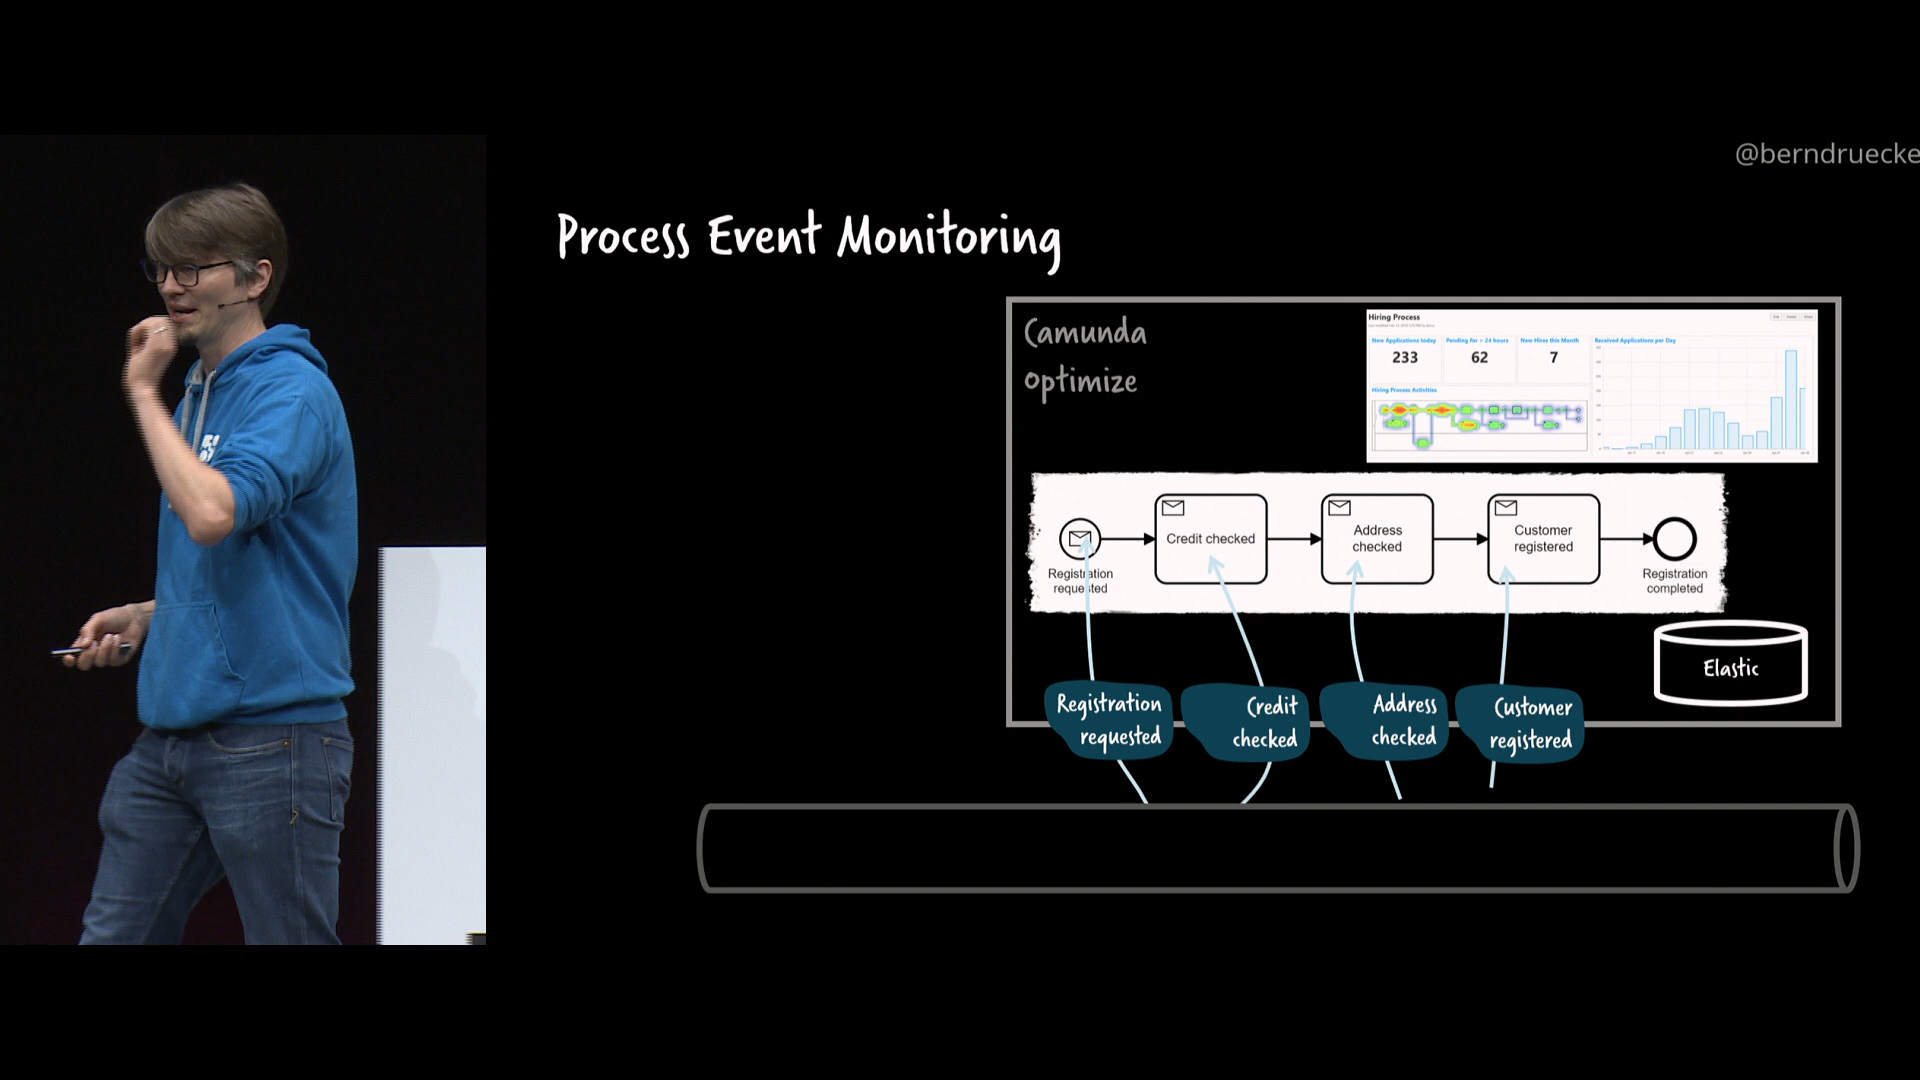 @berndruecke
Process Event Monitoring
Camunda
Optimize
Hiring Process
New Applications today
Pending for > 24 hours
New Hires this Month
Received Applications per Day
233
62
7
Hiring Process Activities
Credit checked
Address
checked
Customer
registered
Registration
requested
Registration
completed
Elastic
Registration
requested
Credit
checked
Address
checked
Customer
registered